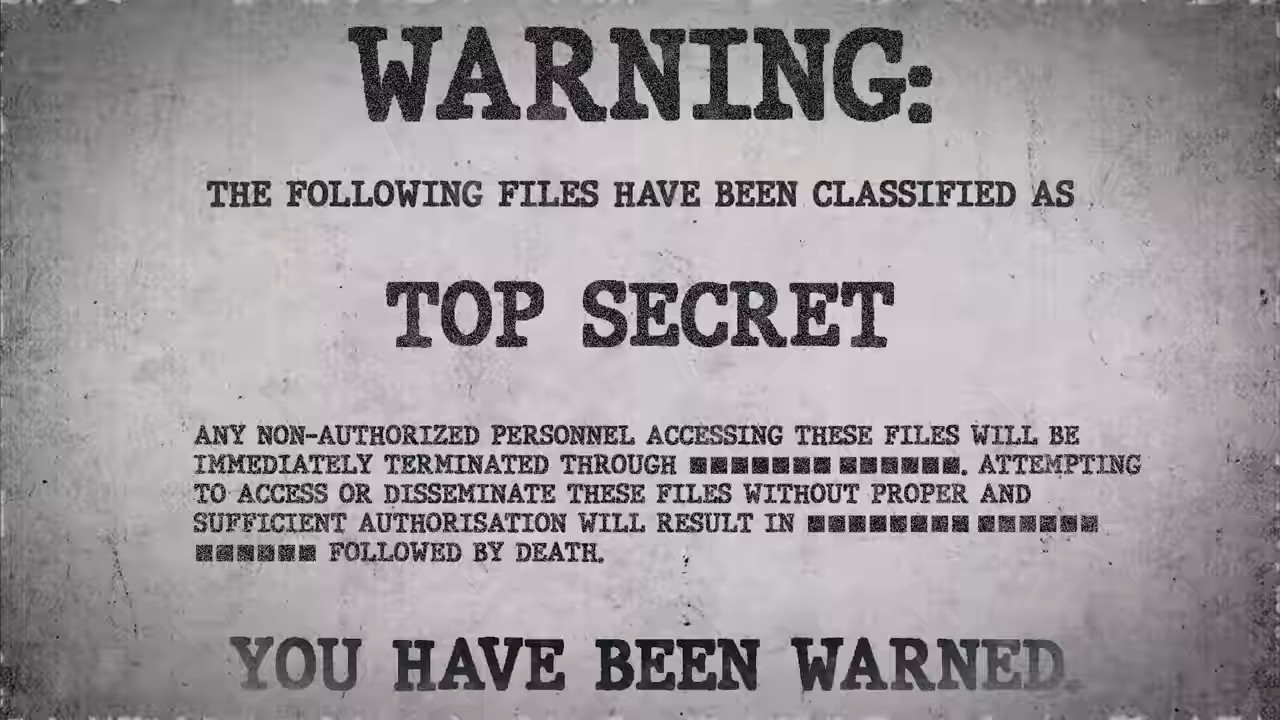 WARNING:
THE FOLLOWING FILES HAVE BEEN CLASSIFIED AS
TOP SECRET
ANY NON-AUTHORIZED PERSONNEL ACCESSING THESE FILES WILL BE
IMMEDIATELY TERMINATED THROUGH ■■■■■■■ ■■■■■■. ATTEMPTING
TO ACCESS OR DISSEMINATE THESE FILES WITHOUT PROPER AND
SUFFICIENT AUTHORISATION WILL RESULT IN ■■■■■■■■ ■■■■■■
■■■■■■ FOLLOWED BY DEATH.
YOU HAVE BEEN WARNED.